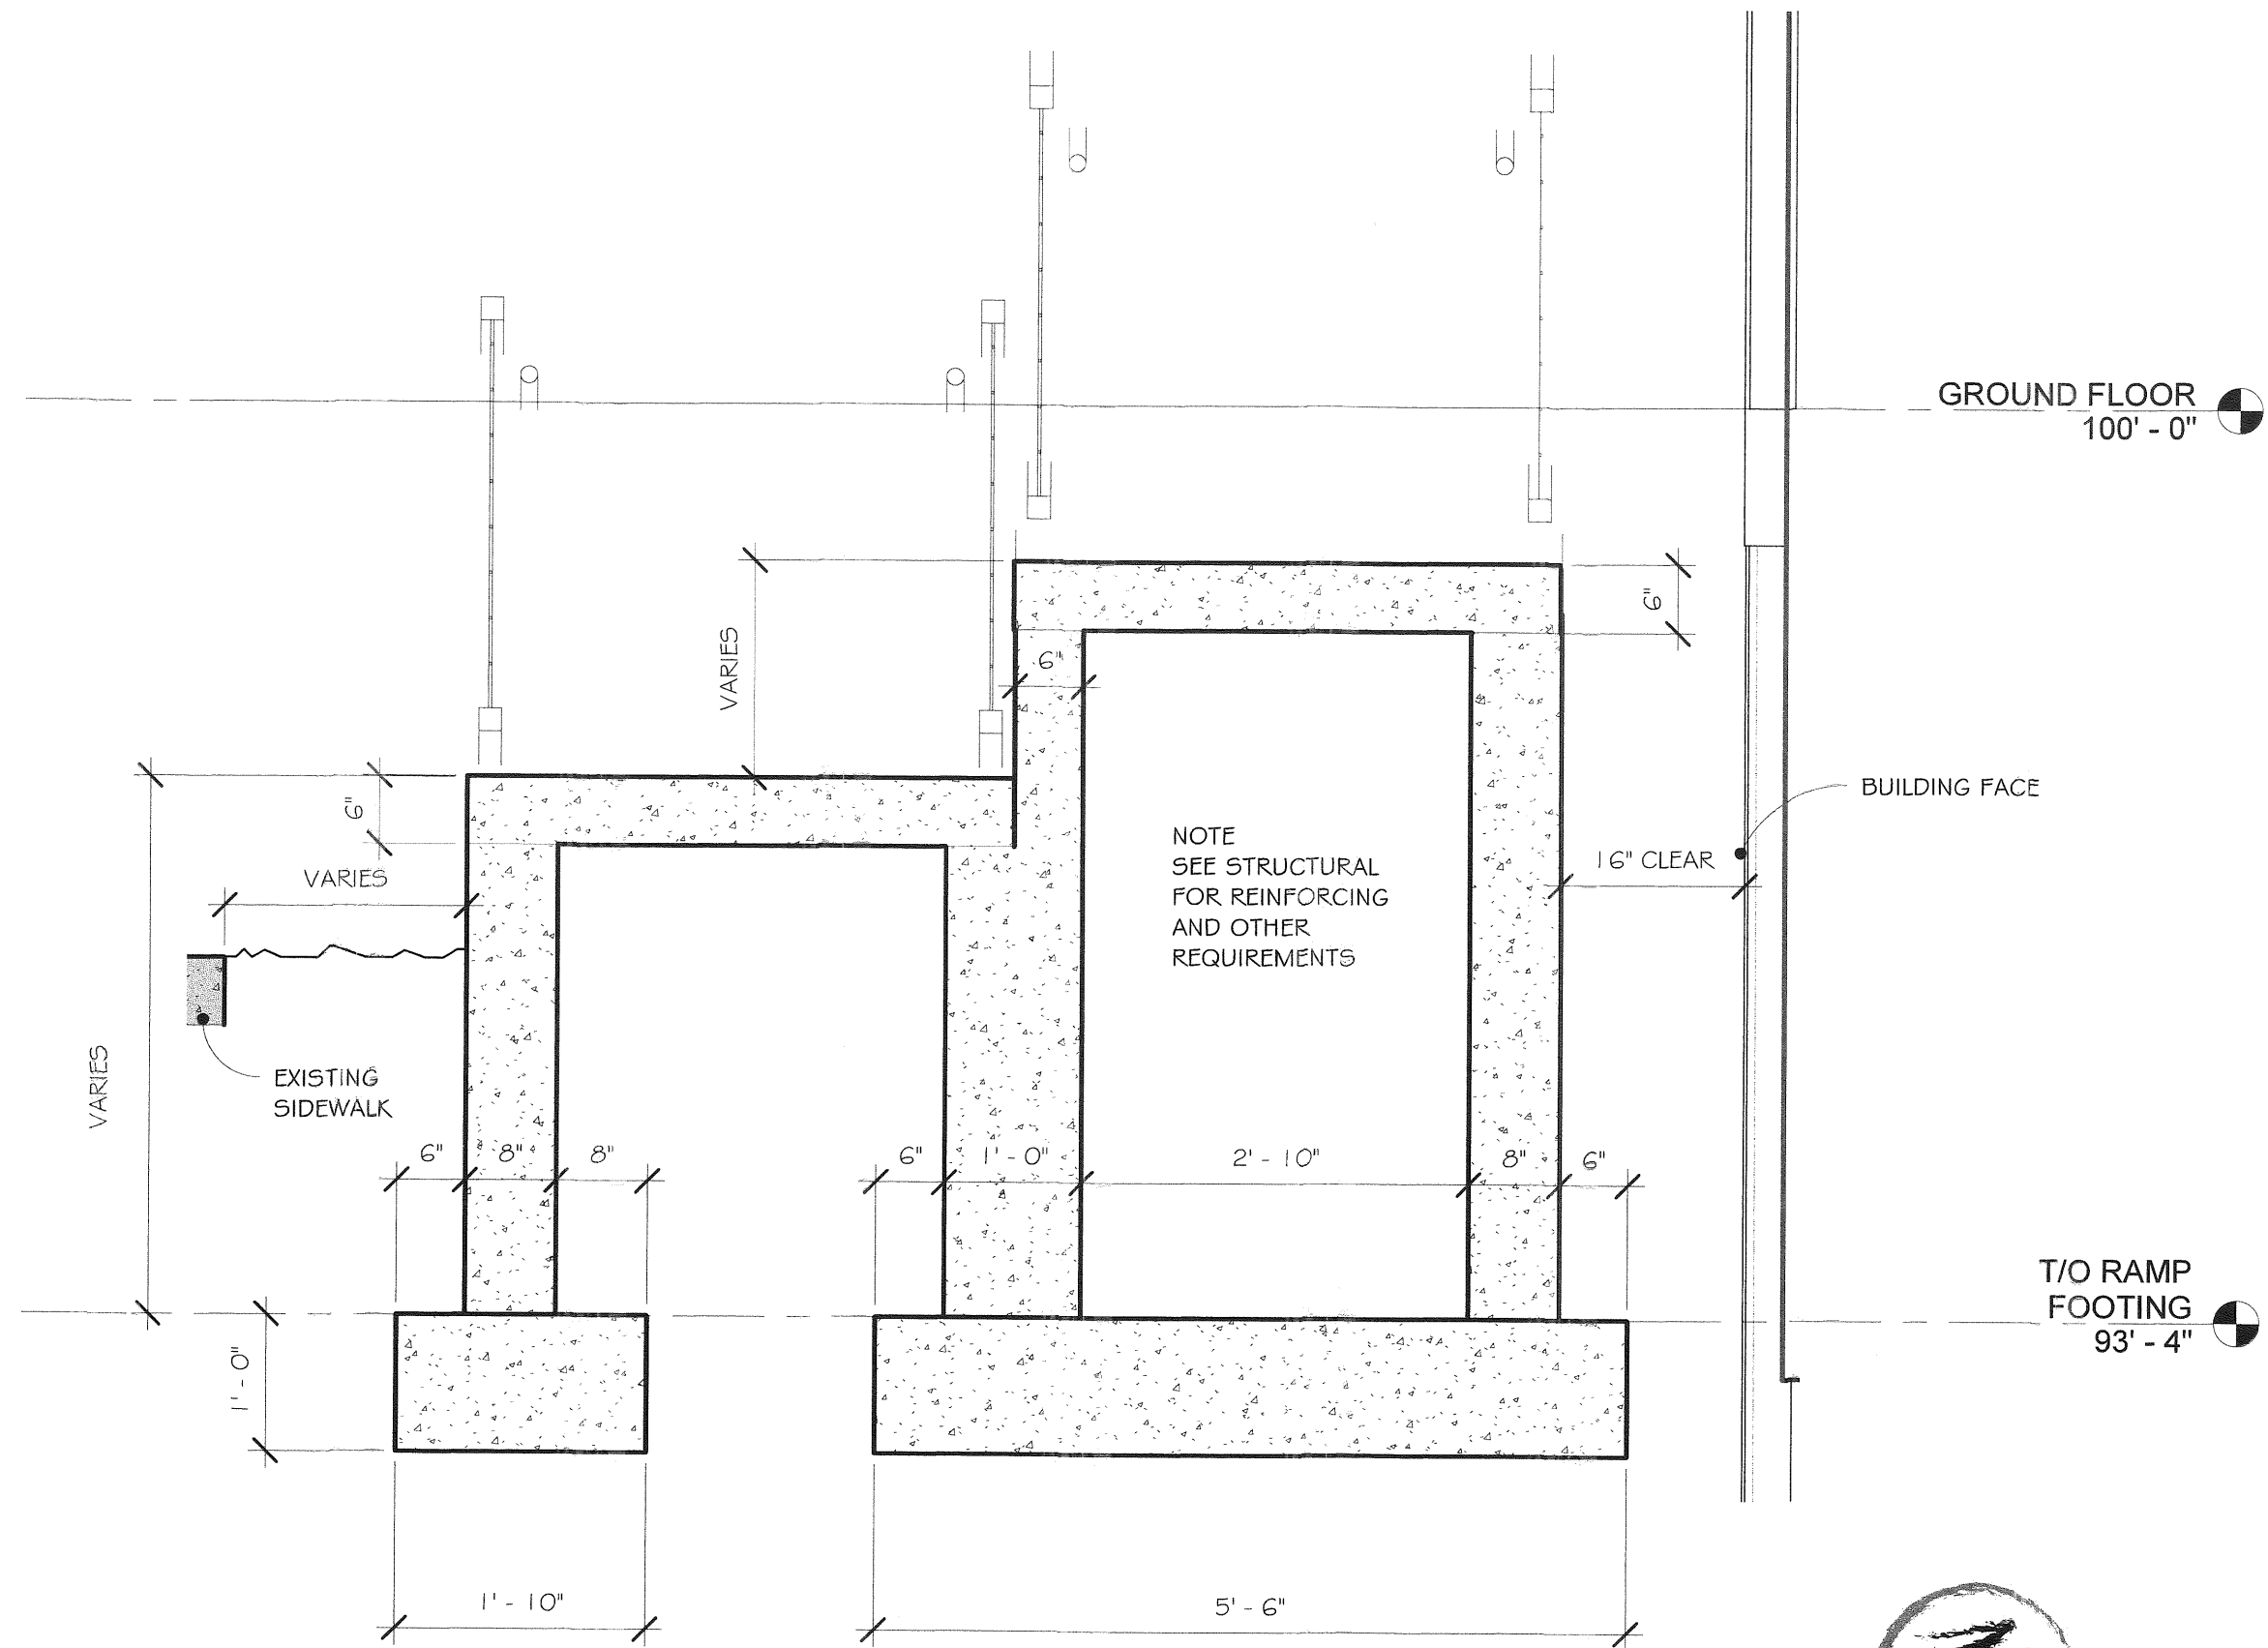 GROUND FLOOR
100' - 0"
6"
VARIES
6"
6"
BUILDING FACE
NOTE
SEE STRUCTURAL
FOR REINFORCING
AND OTHER
REQUIREMENTS
16" CLEAR
VARIES
VARIES
EXISTING
SIDEWALK
6"
8"
8"
6"
1' - 0"
2' - 10"
8"
6"
T/O RAMP
FOOTING
93' - 4"
1' - 0"
1' - 10"
5' - 6"